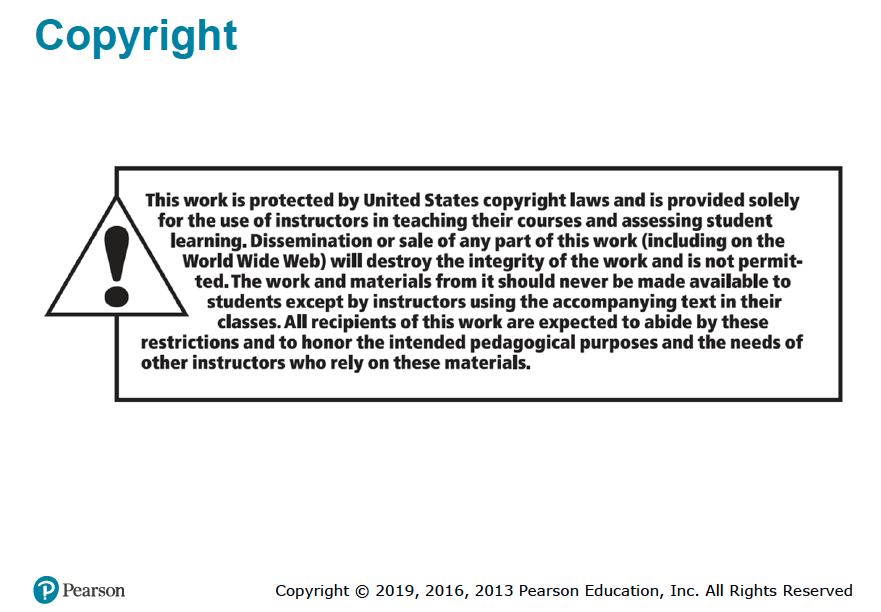 Copyright
This work is protected by United States copyright laws and is provided solely
for the use of instructors in teaching their courses and assessing student
learning. Dissemination or sale of any part of this work (including on the
World Wide Web) will destroy the integrity of the work and is not permit-
ted. The work and materials from it should never be made available to
students except by instructors using the accompanying text in their
classes. All recipients of this work are expected to abide by these
restrictions and to honor the intended pedagogical purposes and the needs of
other instructors who rely on these materials.
Pearson
Copyright © 2019, 2016, 2013 Pearson Education, Inc. All Rights Reserved